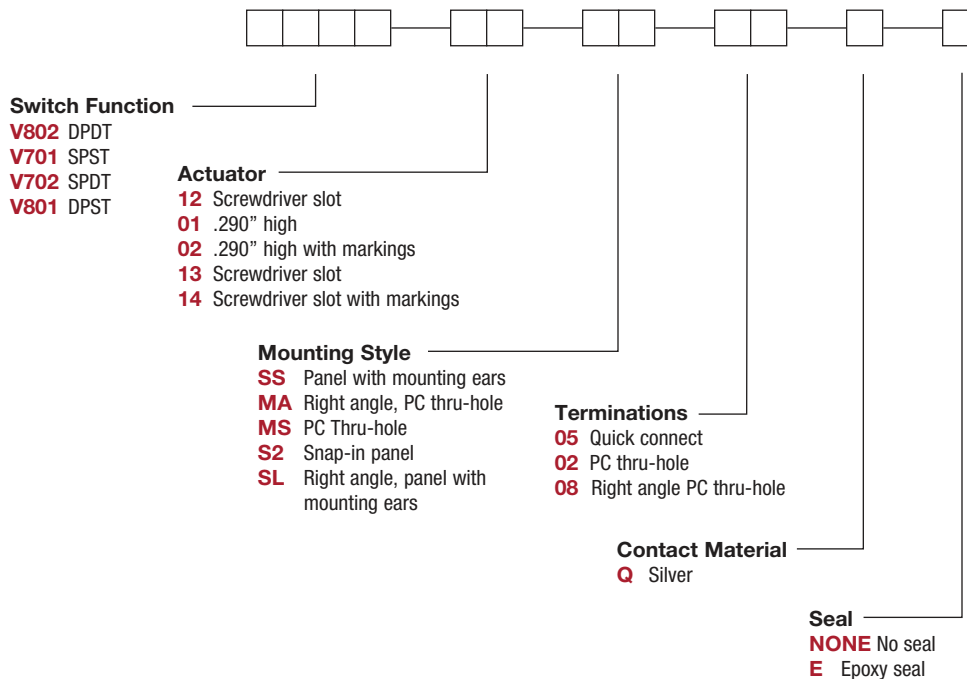 Switch Function
V802 DPDT
V701 SPST
V702 SPDT
V801 DPST
Actuator
12 Screwdriver slot
01 .290” high
02 .290” high with markings
13 Screwdriver slot
14 Screwdriver slot with markings
Mounting Style
SS Panel with mounting ears
MA Right angle, PC thru-hole
MS PC Thru-hole
S2 Snap-in panel
SL Right angle, panel with
mounting ears
Terminations
05 Quick connect
02 PC thru-hole
08 Right angle PC thru-hole
Contact Material
Q Silver
Seal
NONE No seal
E Epoxy seal